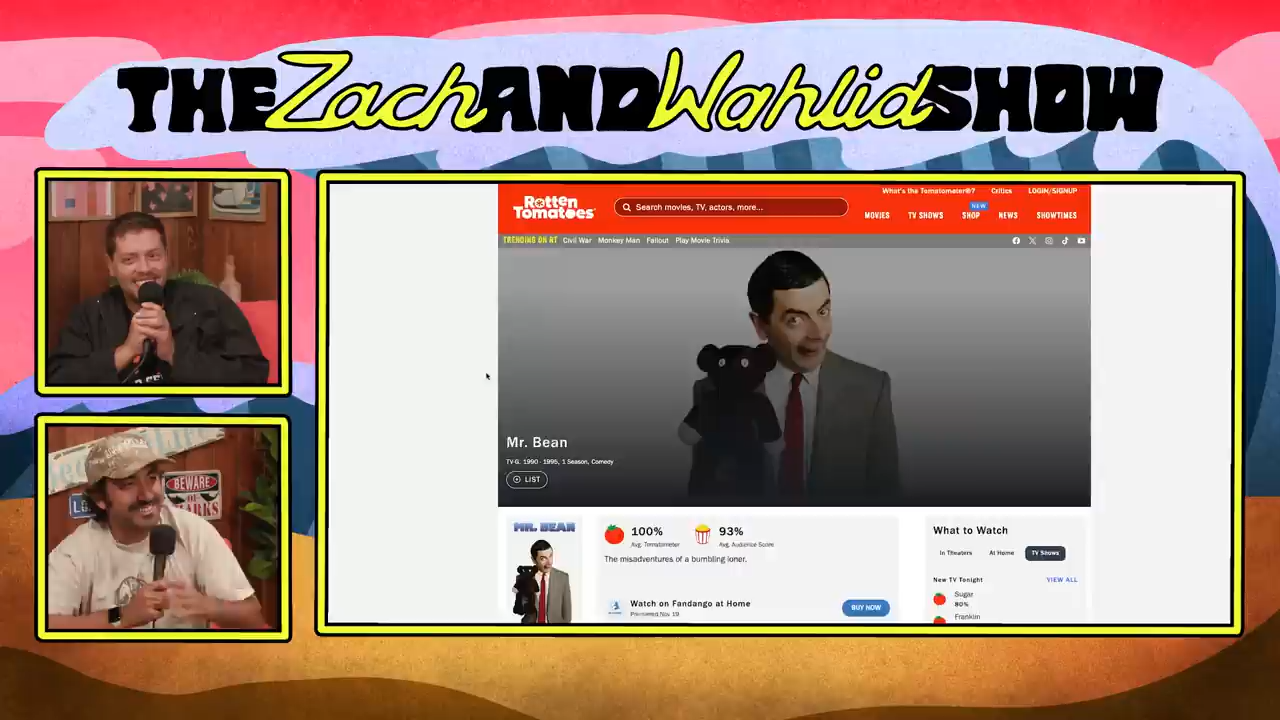 THE Zach AND Wahlid SHOW
What's the Tomatometer®?
Critics
LOGIN/SIGNUP
Rotten
Tomatoes
Search movies, TV, actors, more...
MOVIES
TV SHOWS
NEW
SHOP
NEWS
SHOWTIMES
TRENDING ON RT
Civil War
Monkey Man
Fallout
Play Movie Trivia
Mr. Bean
TV-G, 1990 - 1995, 1 Season, Comedy
LIST
BEWARE
OF
MR. BEAN
100%
Avg. Tomatometer
93%
Avg. Audience Score
The misadventures of a bumbling loner.
Watch on Fandango at Home
Premiered Nov 19
BUY NOW
What to Watch
In Theaters
At Home
TV Shows
New TV Tonight
VIEW ALL
Sugar
80%
Franklin